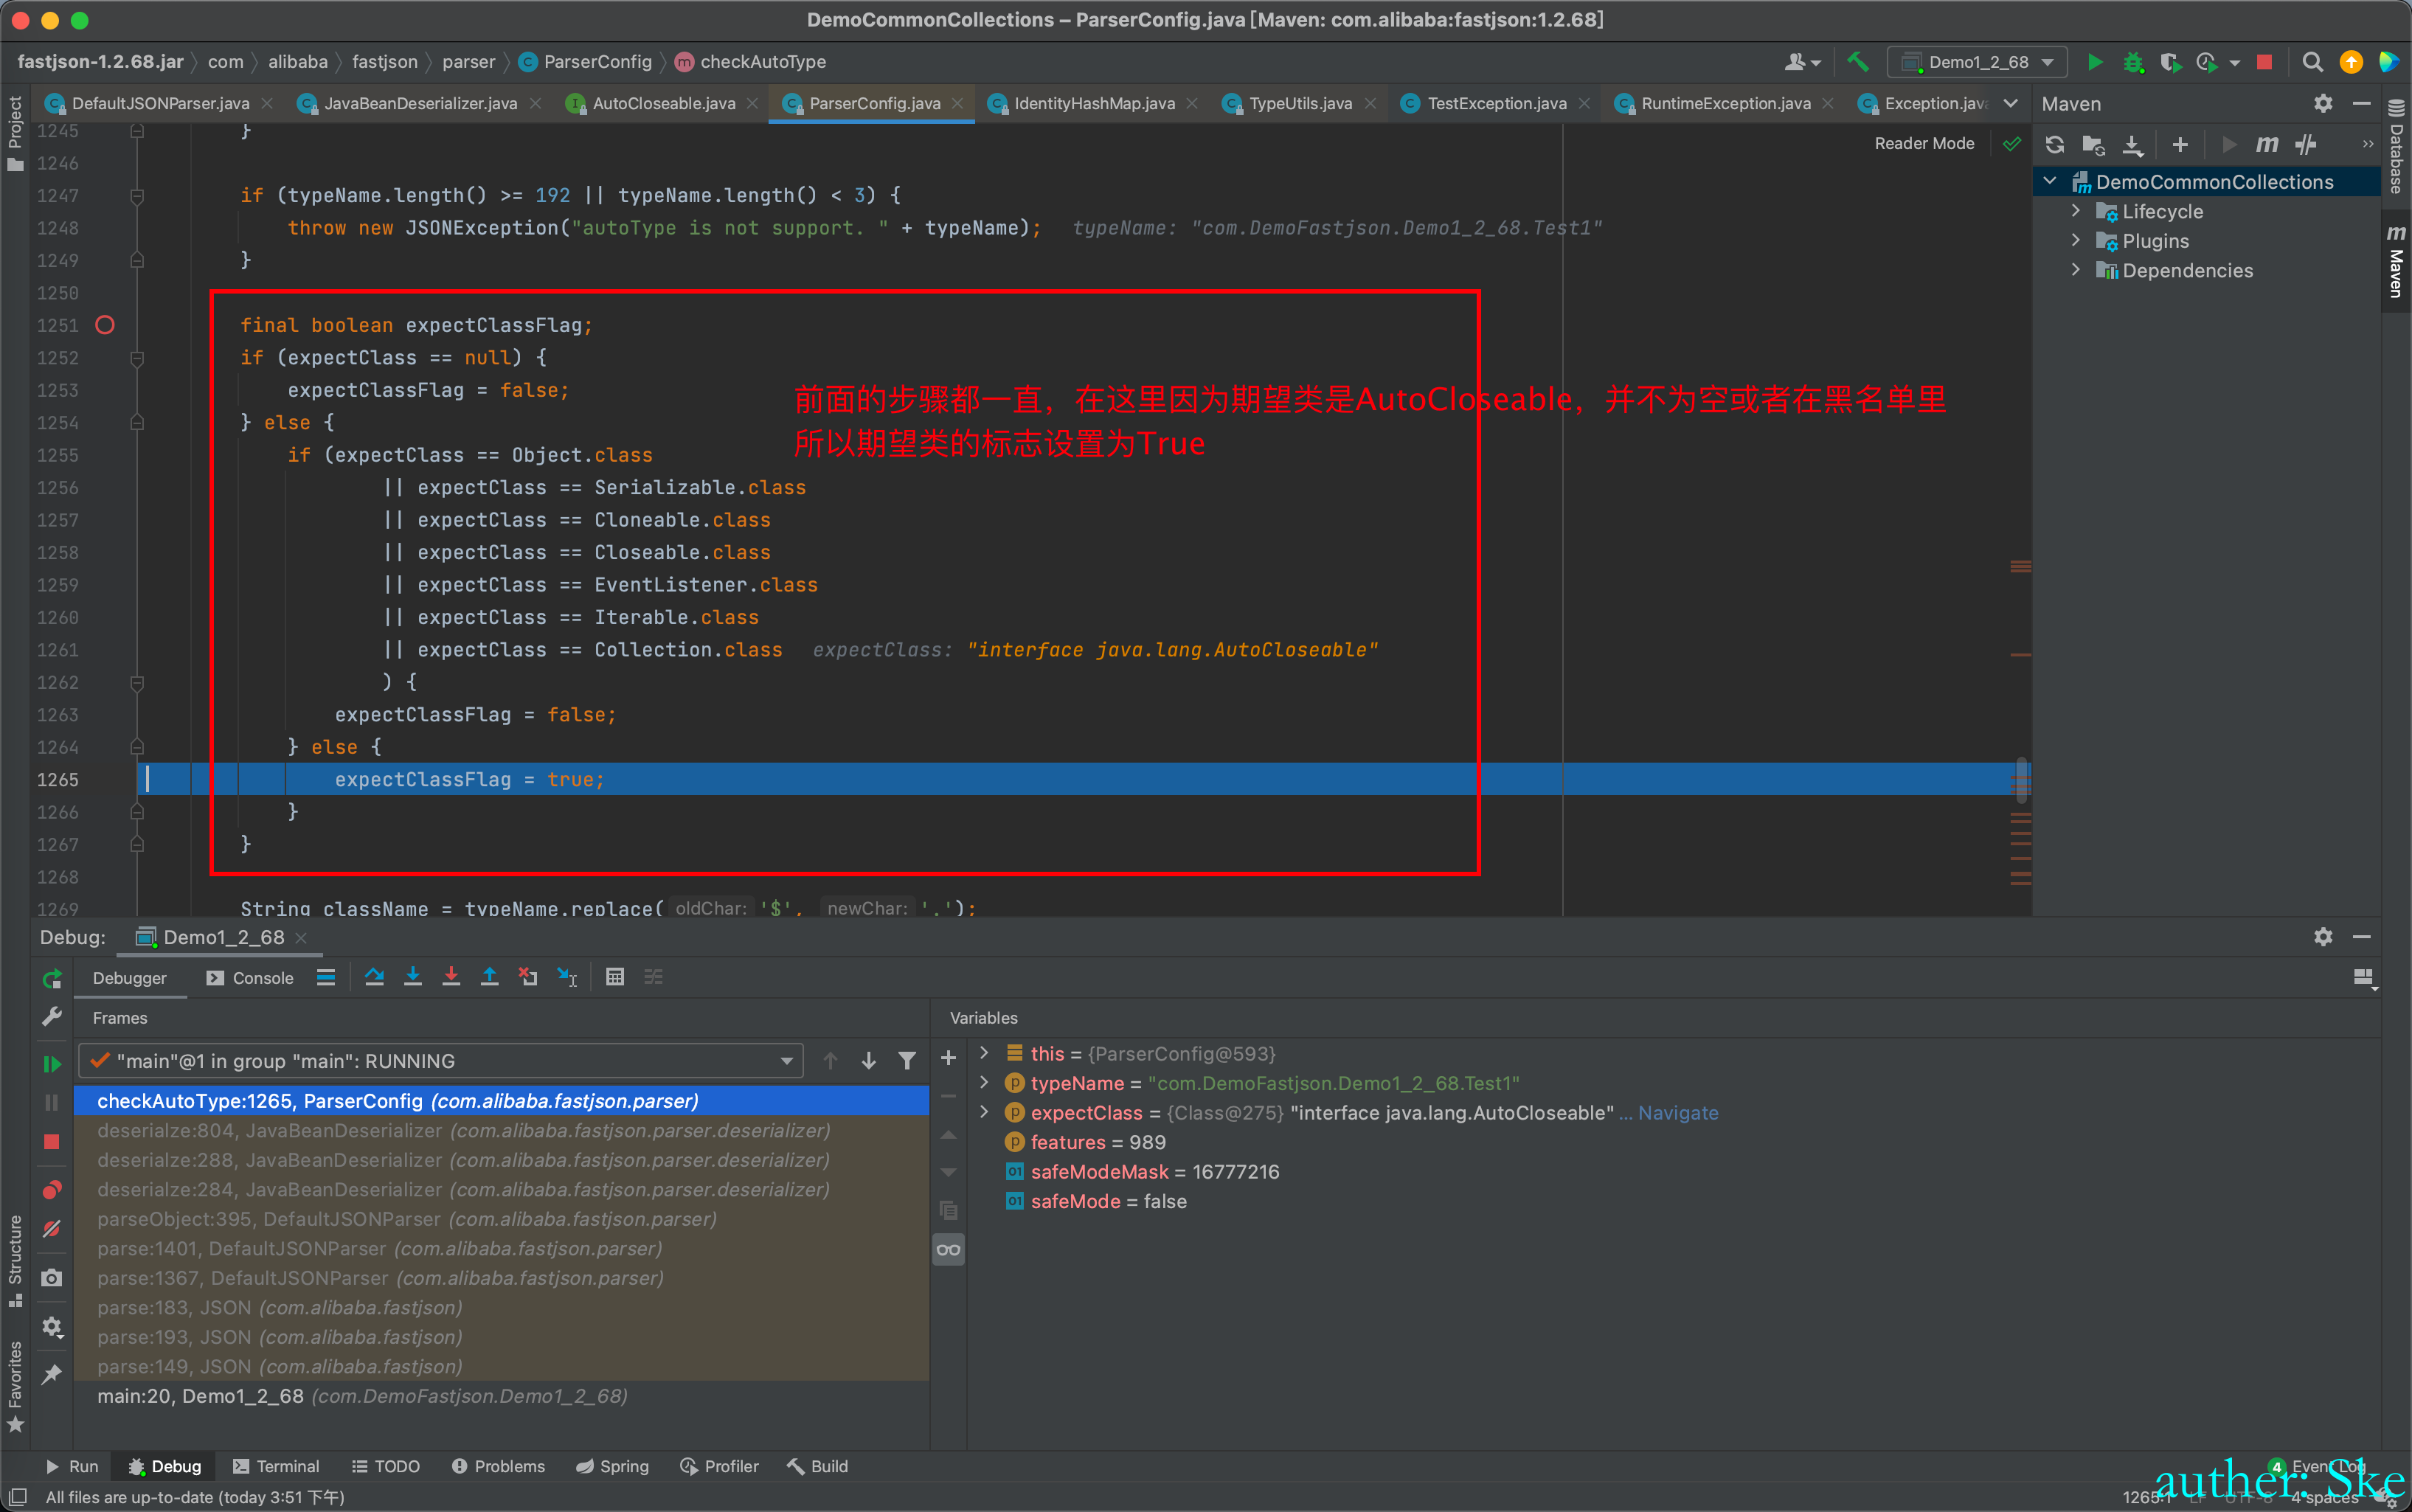 DemoCommonCollections – ParserConfig.java [Maven: com.alibaba:fastjson:1.2.68]
fastjson-1.2.68.jar com alibaba fastjson parser ParserConfig checkAutoType
Demo1_2_68
DefaultJSONParser.java JavaBeanDeserializer.java AutoCloseable.java ParserConfig.java IdentityHashMap.java TypeUtils.java TestException.java RuntimeException.java Exception.java
Maven
Reader Mode
Project
Structure
Favorites
Database
Maven
DemoCommonCollections
Lifecycle
Plugins
Dependencies
1245 }
1246
1247 if (typeName.length() >= 192 || typeName.length() < 3) {
1248 throw new JSONException("autoType is not support. " + typeName); typeName: "com.DemoFastjson.Demo1_2_68.Test1"
1249 }
1250
1251 final boolean expectClassFlag;
1252 if (expectClass == null) {
1253 expectClassFlag = false;
前面的步骤都一直，在这里因为期望类是AutoCloseable，并不为空或者在黑名单里
所以期望类的标志设置为True
1254 } else {
1255 if (expectClass == Object.class
1256 || expectClass == Serializable.class
1257 || expectClass == Cloneable.class
1258 || expectClass == Closeable.class
1259 || expectClass == EventListener.class
1260 || expectClass == Iterable.class
1261 || expectClass == Collection.class expectClass: "interface java.lang.AutoCloseable"
1262 ) {
1263 expectClassFlag = false;
1264 } else {
1265 expectClassFlag = true;
1266 }
1267 }
1268
1269 String className = typeName.replace( oldChar: '$', newChar: '.');
Debug: Demo1_2_68
Debugger Console
Frames
"main"@1 in group "main": RUNNING
checkAutoType:1265, ParserConfig (com.alibaba.fastjson.parser)
deserialze:804, JavaBeanDeserializer (com.alibaba.fastjson.parser.deserializer)
deserialze:288, JavaBeanDeserializer (com.alibaba.fastjson.parser.deserializer)
deserialze:284, JavaBeanDeserializer (com.alibaba.fastjson.parser.deserializer)
parseObject:395, DefaultJSONParser (com.alibaba.fastjson.parser)
parse:1401, DefaultJSONParser (com.alibaba.fastjson.parser)
parse:1367, DefaultJSONParser (com.alibaba.fastjson.parser)
parse:183, JSON (com.alibaba.fastjson)
parse:193, JSON (com.alibaba.fastjson)
parse:149, JSON (com.alibaba.fastjson)
main:20, Demo1_2_68 (com.DemoFastjson.Demo1_2_68)
Variables
this = {ParserConfig@593}
typeName = "com.DemoFastjson.Demo1_2_68.Test1"
expectClass = {Class@275} "interface java.lang.AutoCloseable" ... Navigate
features = 989
safeModeMask = 16777216
safeMode = false
Run Debug Terminal TODO Problems Spring Profiler Build 4 Event Log
All files are up-to-date (today 3:51 下午)
1265:1 LF UTF-8 4 spaces
auther: Ske